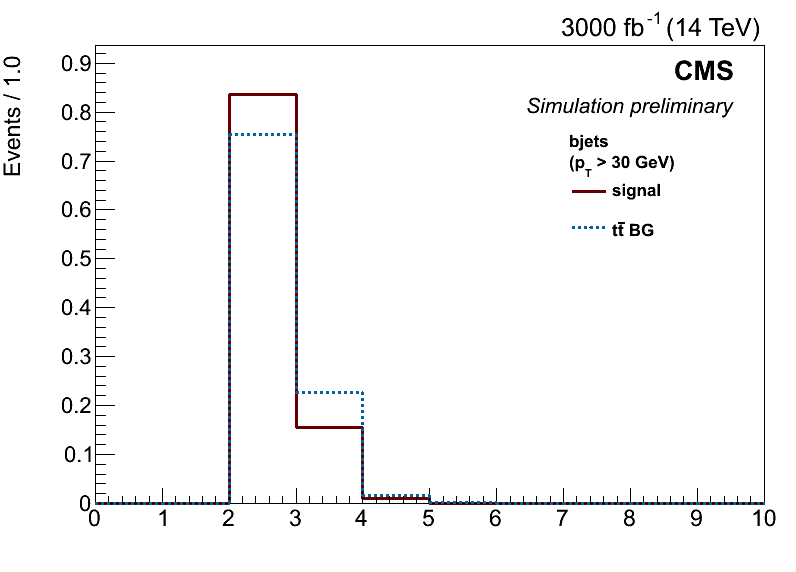 3000 fb⁻¹ (14 TeV)
Events / 1.0
CMS
Simulation preliminary
bjets
(p_T > 30 GeV)
signal
tt̄ BG
0.9
0.8
0.7
0.6
0.5
0.4
0.3
0.2
0.1
0
0 1 2 3 4 5 6 7 8 9 10